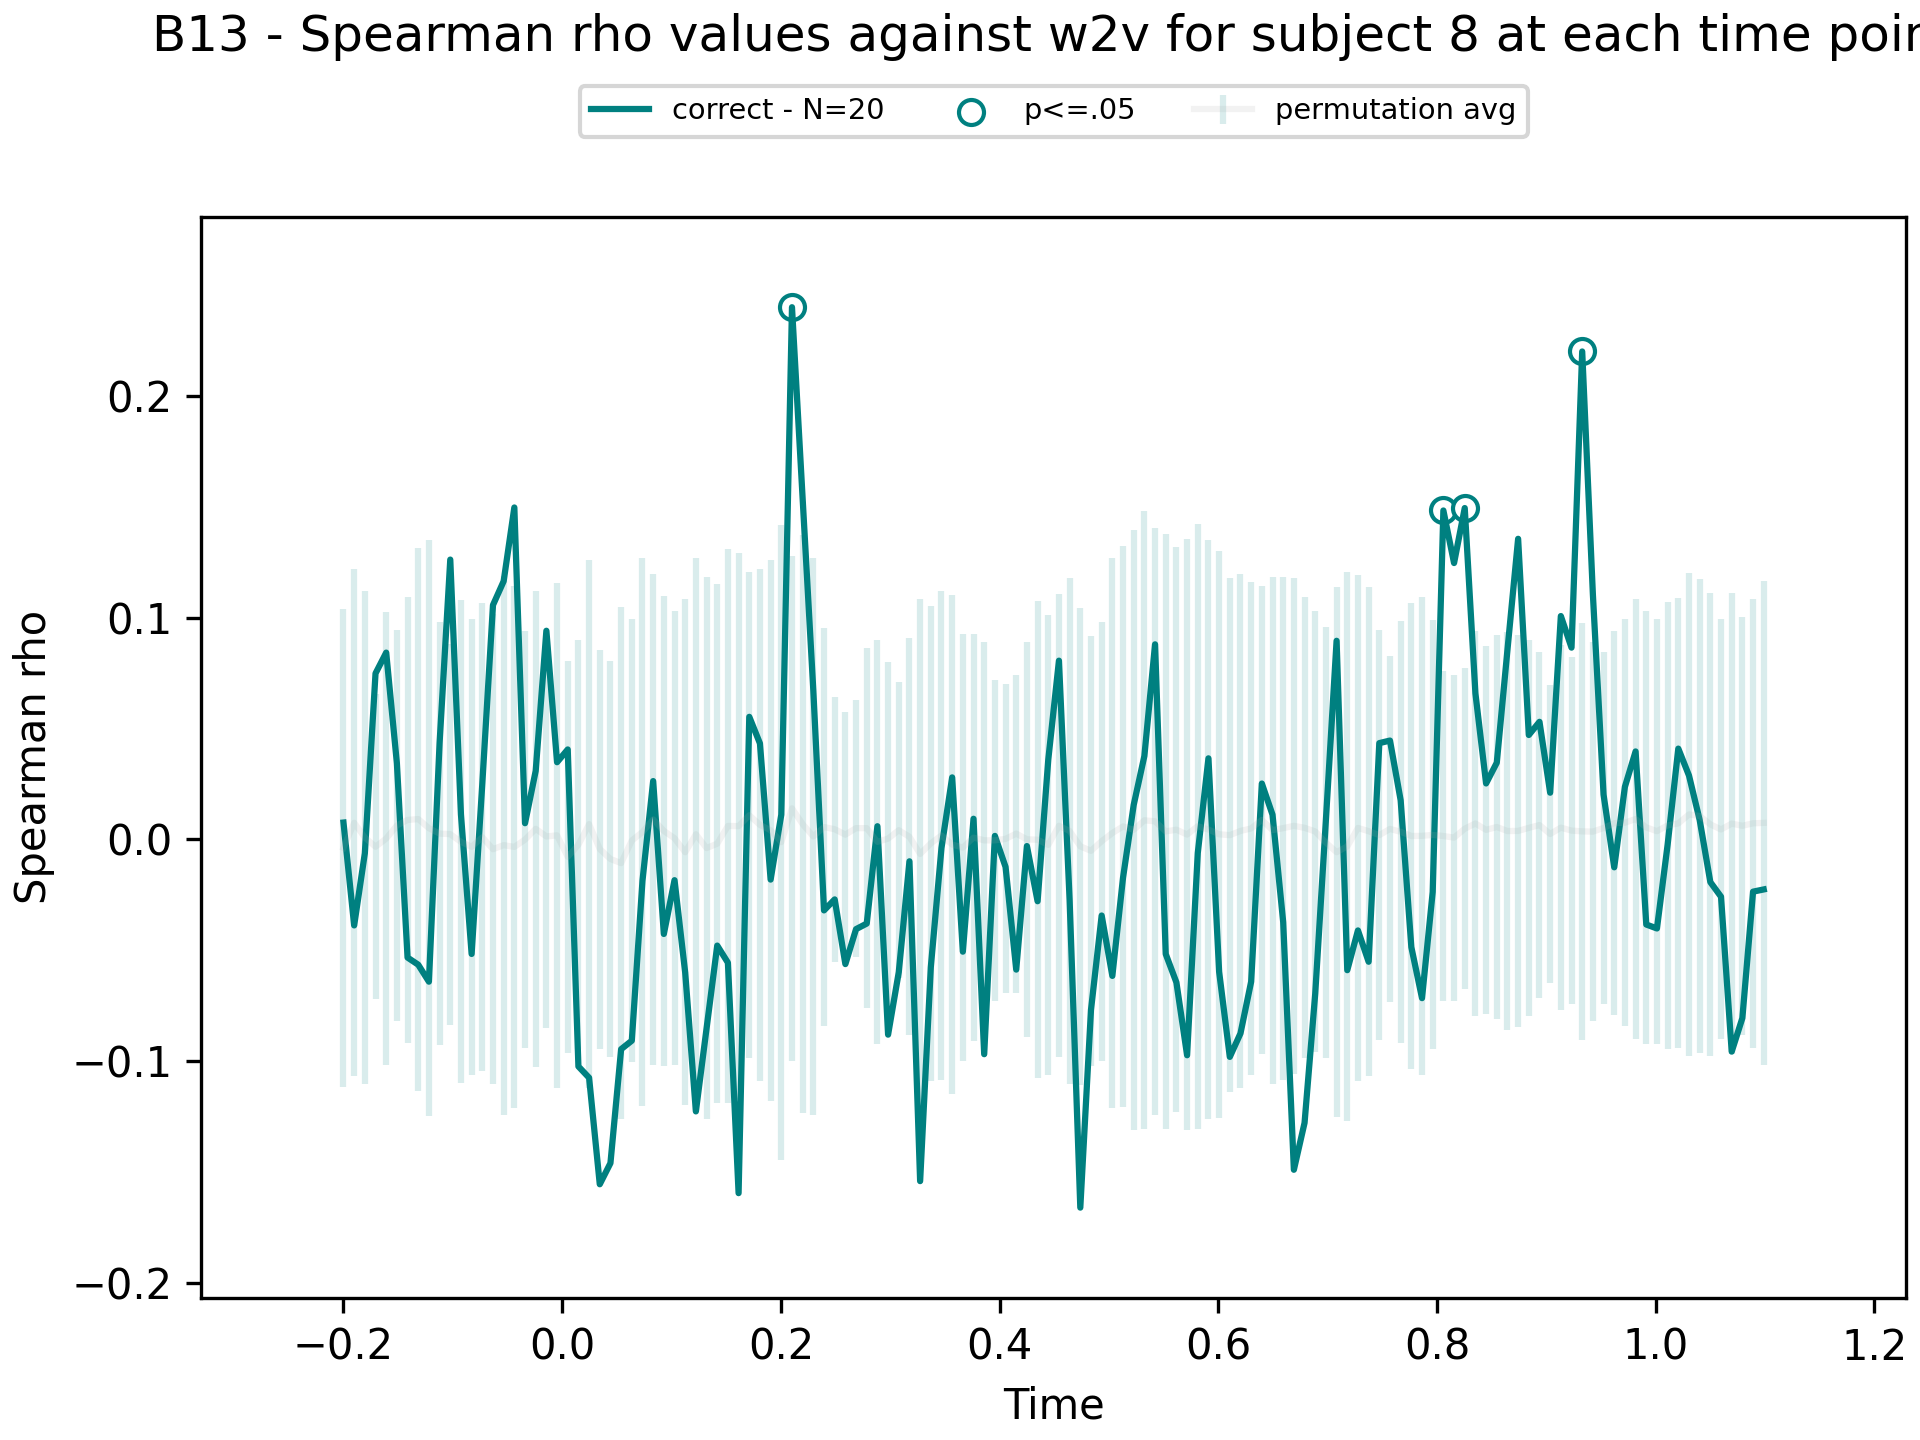 B13 - Spearman rho values against w2v for subject 8 at each time
correct - N=20 p<=.05 permutation avg
0.2
0.1
0.0
−0.1
−0.2
Spearman rho
−0.2 0.0 0.2 0.4 0.6 0.8 1.0 1.2
Time